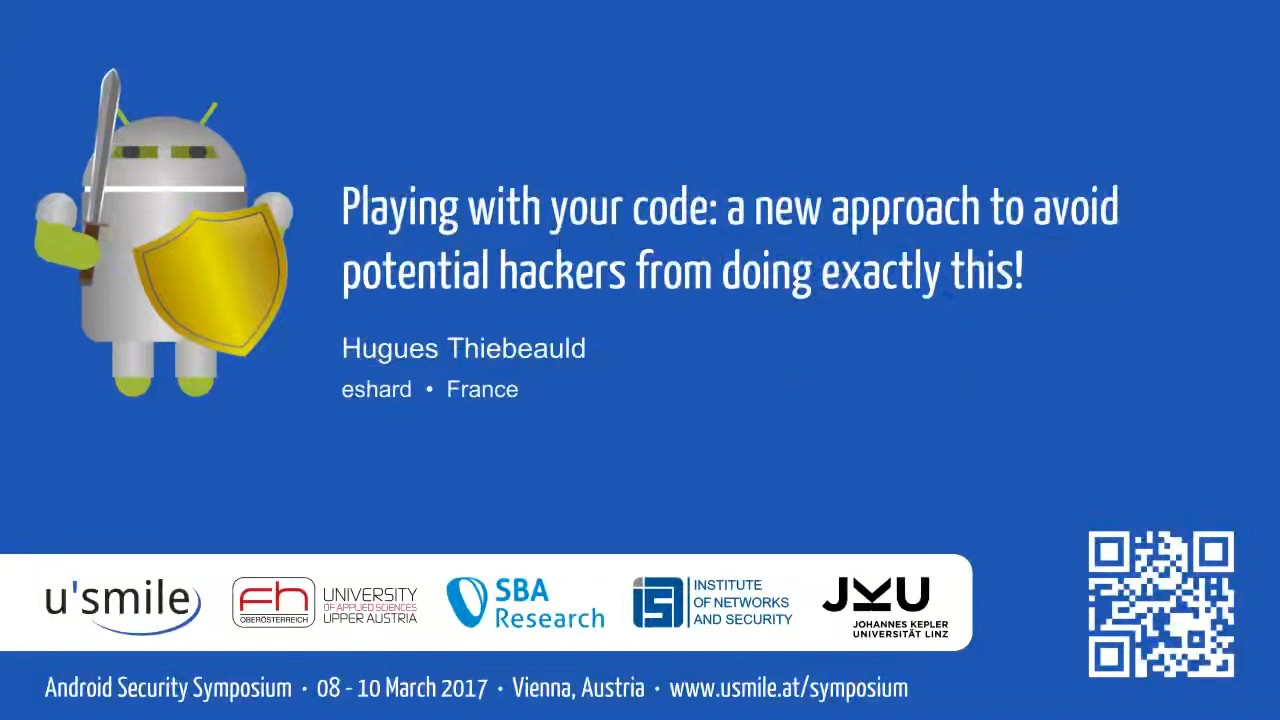 Playing with your code: a new approach to avoid
potential hackers from doing exactly this!
Hugues Thiebeauld
eshard • France
u'smile
fh
OBERÖSTERREICH
UNIVERSITY
OF APPLIED SCIENCES
UPPER AUSTRIA
SBA
Research
INSTITUTE
OF NETWORKS
AND SECURITY
JKU
JOHANNES KEPLER
UNIVERSITÄT LINZ
Android Security Symposium · 08 - 10 March 2017 · Vienna, Austria · www.usmile.at/symposium